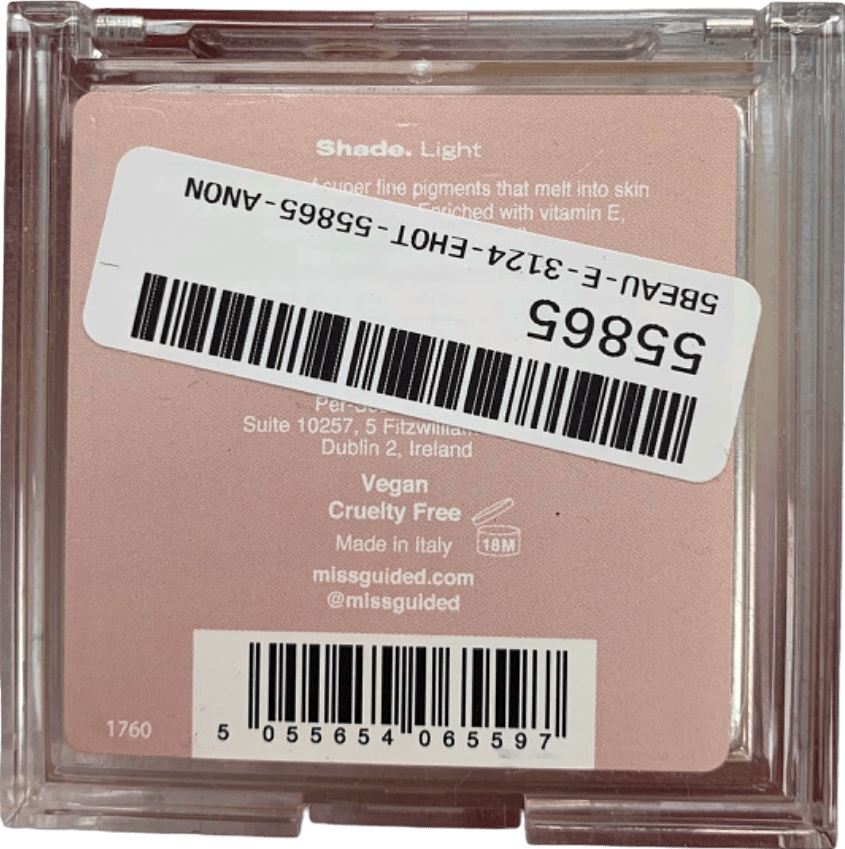 Shade. Light
of super fine pigments that melt into skin
Enriched with vitamin E,
5BEAU-E-3124-EHOT-55865-ANON
55865
Suite 10257, 5
Dublin 2, Ireland
Vegan
Cruelty Free
Made in Italy 18M
missguided.com
@missguided
1760
5 055654 065597